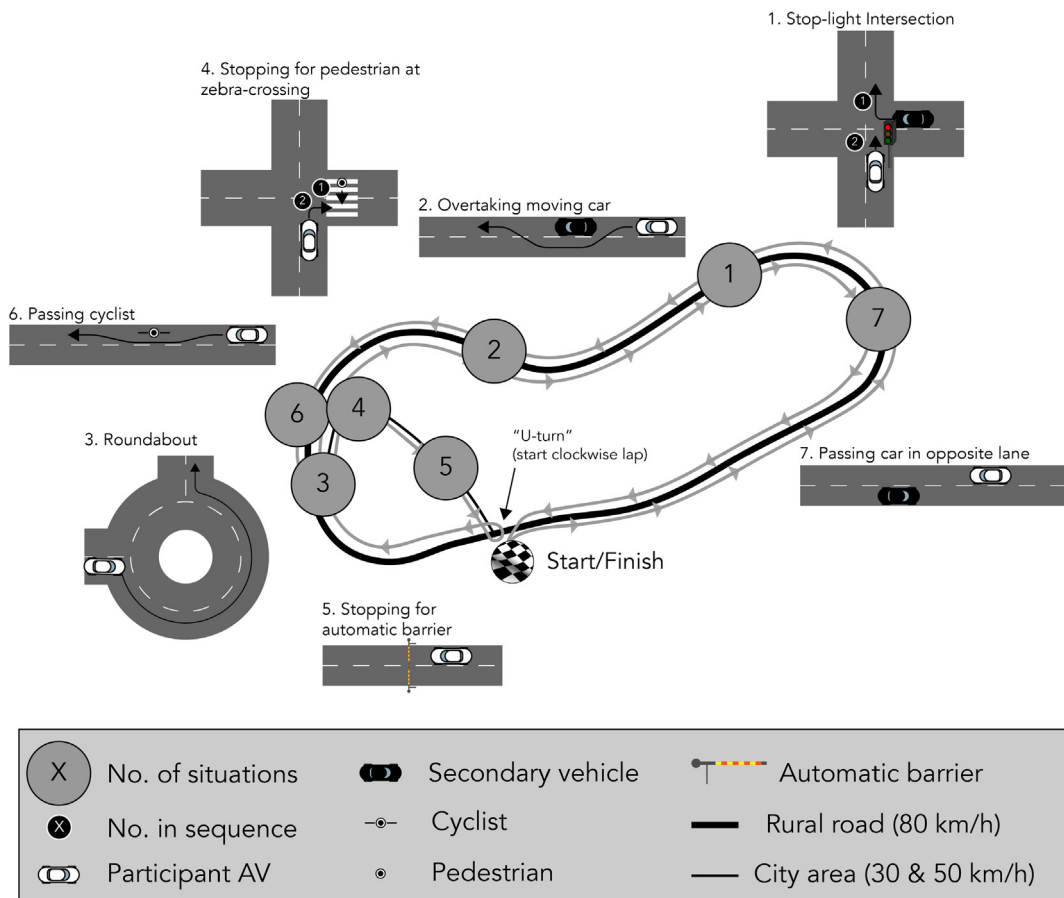 1. Stop-light Intersection
1
2
4. Stopping for pedestrian at
zebra-crossing
1
2
2. Overtaking moving car
6. Passing cyclist
1
7
2
6
4
5
3
"U-turn"
(start clockwise lap)
3. Roundabout
7. Passing car in opposite lane
Start/Finish
5. Stopping for
automatic barrier
X No. of situations
Secondary vehicle
Automatic barrier
X No. in sequence
Cyclist
Rural road (80 km/h)
Participant AV
Pedestrian
City area (30 & 50 km/h)